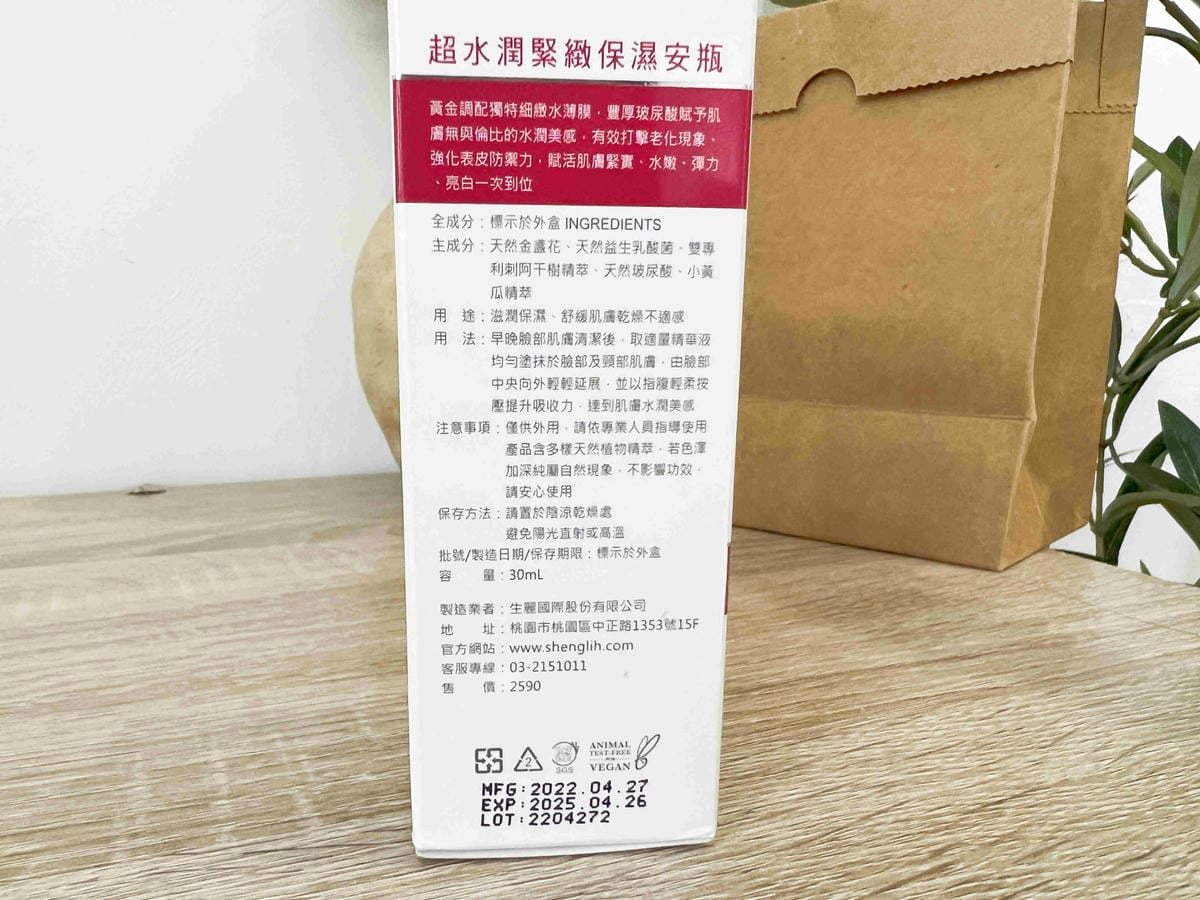 超水潤緊緻保濕安瓶
黃金調配獨特細緻水薄膜，豐厚玻尿酸賦予肌
膚無與倫比的水潤美感，有效打擊老化現象，
強化表皮防禦力，賦活肌膚緊實、水嫩、彈力
、亮白一次到位
全成分：標示於外盒 INGREDIENTS
主成分：天然金盞花、天然益生乳酸菌、雙專
利刺阿干樹精萃、天然玻尿酸、小黃
瓜精萃
用　途：滋潤保濕、舒緩肌膚乾燥不適感
用　法：早晚臉部肌膚清潔後，取適量精華液
均勻塗抹於臉部及頸部肌膚，由臉部
中央向外輕輕延展，並以指腹輕柔按
壓提升吸收力，達到肌膚水潤美感
注意事項：僅供外用，請依專業人員指導使用
產品含多樣天然植物精萃，若色澤
加深純屬自然現象，不影響功效，
請安心使用
保存方法：請置於陰涼乾燥處
避免陽光直射或高溫
批號/製造日期/保存期限：標示於外盒
容　　量：30mL
製造業者：生麗國際股份有限公司
地　　址：桃園市桃園區中正路1353號15F
官方網站：www.shenglih.com
客服專線：03-2151011
售　　價：2590
2 SGS ANIMAL
TEST-FREE
VEGAN
MFG:2022.04.27
EXP:2025.04.26
LOT:2204272